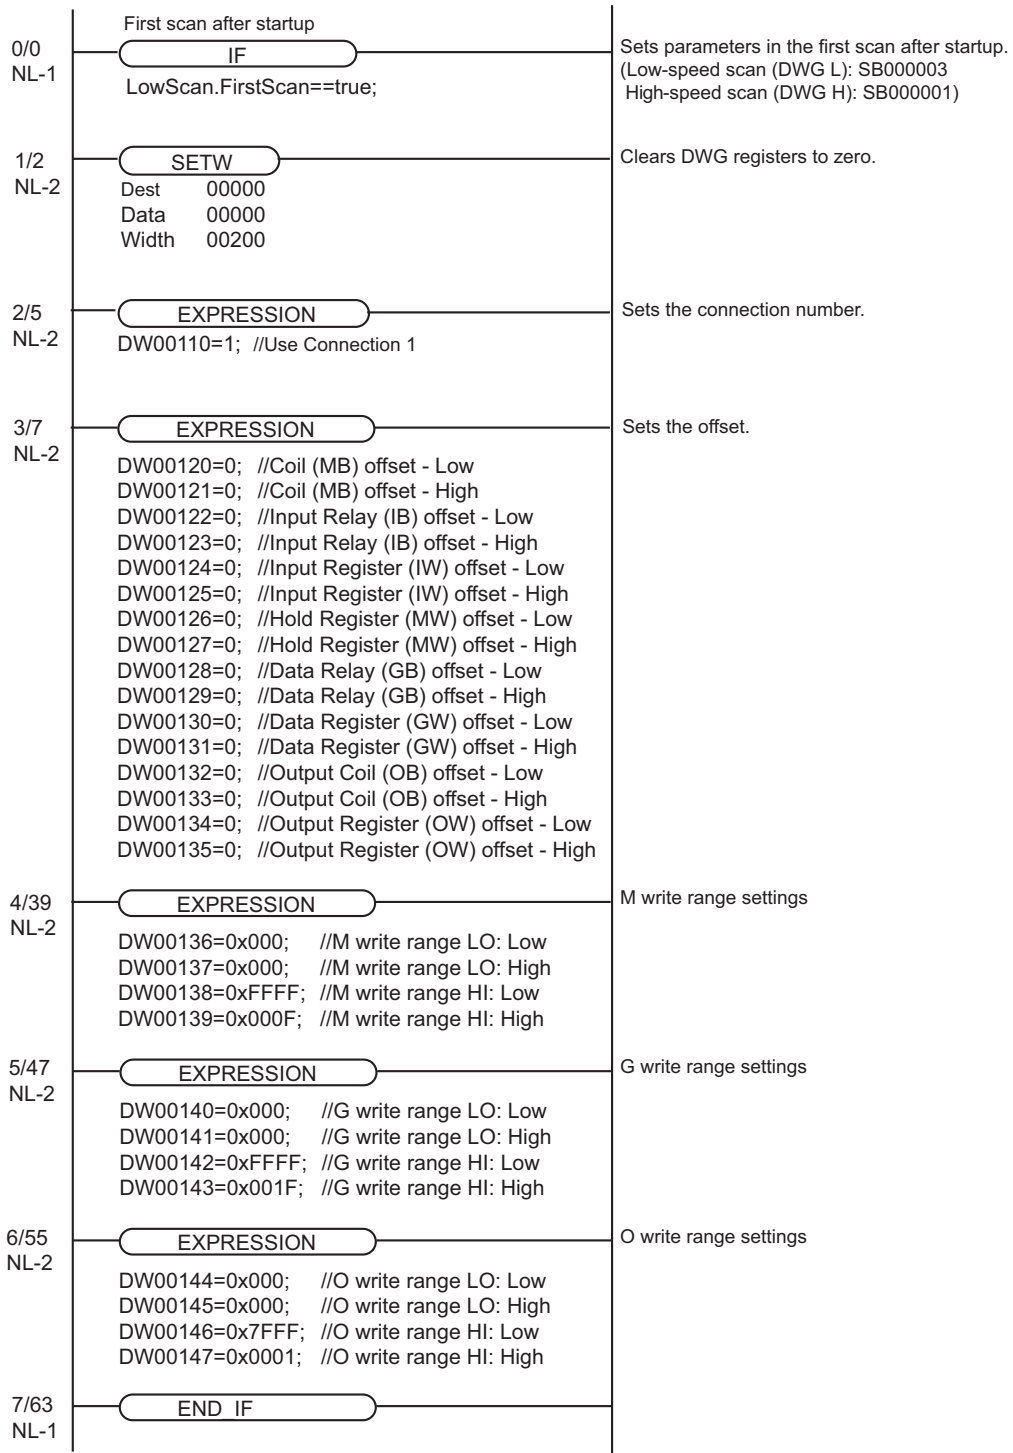 First scan after startup
0/0
NL-1
IF
LowScan.FirstScan==true;
Sets parameters in the first scan after startup.
(Low-speed scan (DWG L): SB000003
High-speed scan (DWG H): SB000001)
1/2
NL-2
SETW
Dest 00000
Data 00000
Width 00200
Clears DWG registers to zero.
2/5
NL-2
EXPRESSION
DW00110=1; //Use Connection 1
Sets the connection number.
3/7
NL-2
EXPRESSION
Sets the offset.
DW00120=0; //Coil (MB) offset - Low
DW00121=0; //Coil (MB) offset - High
DW00122=0; //Input Relay (IB) offset - Low
DW00123=0; //Input Relay (IB) offset - High
DW00124=0; //Input Register (IW) offset - Low
DW00125=0; //Input Register (IW) offset - High
DW00126=0; //Hold Register (MW) offset - Low
DW00127=0; //Hold Register (MW) offset - High
DW00128=0; //Data Relay (GB) offset - Low
DW00129=0; //Data Relay (GB) offset - High
DW00130=0; //Data Register (GW) offset - Low
DW00131=0; //Data Register (GW) offset - High
DW00132=0; //Output Coil (OB) offset - Low
DW00133=0; //Output Coil (OB) offset - High
DW00134=0; //Output Register (OW) offset - Low
DW00135=0; //Output Register (OW) offset - High
4/39
NL-2
EXPRESSION
M write range settings
DW00136=0x000; //M write range LO: Low
DW00137=0x000; //M write range LO: High
DW00138=0xFFFF; //M write range HI: Low
DW00139=0x000F; //M write range HI: High
5/47
NL-2
EXPRESSION
G write range settings
DW00140=0x000; //G write range LO: Low
DW00141=0x000; //G write range LO: High
DW00142=0xFFFF; //G write range HI: Low
DW00143=0x001F; //G write range HI: High
6/55
NL-2
EXPRESSION
O write range settings
DW00144=0x000; //O write range LO: Low
DW00145=0x000; //O write range LO: High
DW00146=0x7FFF; //O write range HI: Low
DW00147=0x0001; //O write range HI: High
7/63
NL-1
END_IF